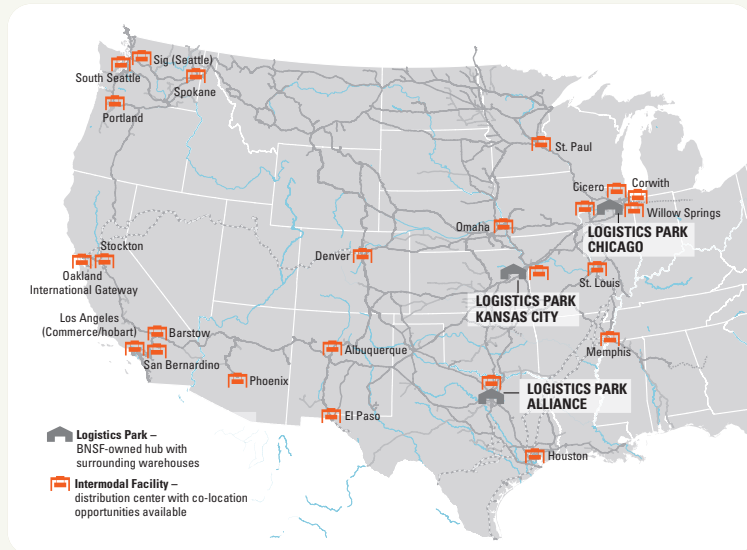 Sig (Seattle)
South Seattle
Spokane
Portland
St. Paul
Cicero
Corwith
Willow Springs
LOGISTICS PARK
CHICAGO
Omaha
Stockton
Denver
Oakland
International Gateway
St. Louis
LOGISTICS PARK
KANSAS CITY
Los Angeles
(Commerce/hobart)
Barstow
San Bernardino
Albuquerque
Memphis
Phoenix
LOGISTICS PARK
ALLIANCE
El Paso
Houston
Logistics Park –
BNSF-owned hub with
surrounding warehouses
Intermodal Facility –
distribution center with co-location
opportunities available